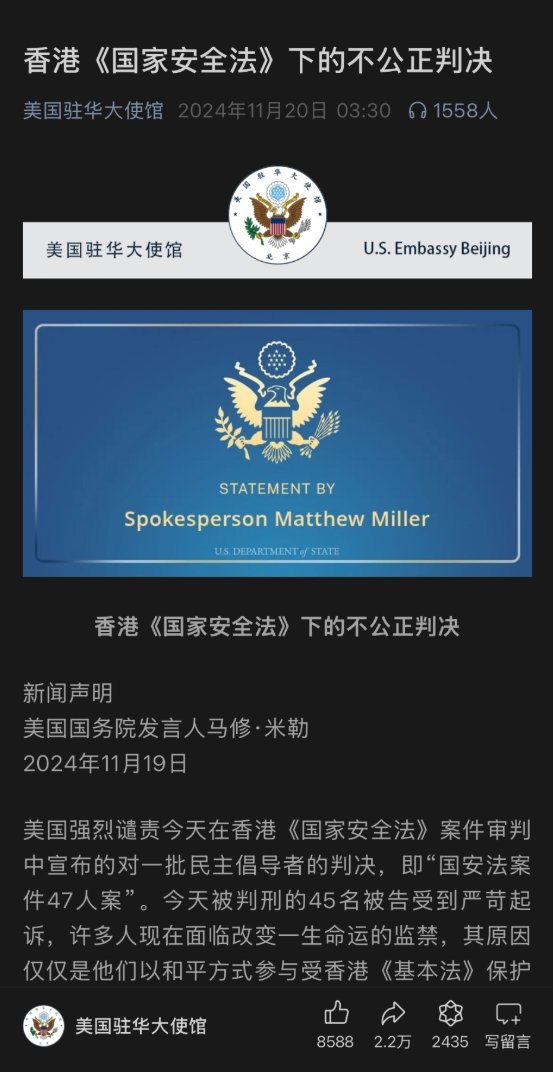 香港《国家安全法》下的不公正判决
美国驻华大使馆 2024年11月20日 03:30 1558人
美国驻华大使馆
北京
美国驻华大使馆 U.S. Embassy Beijing
STATEMENT BY
Spokesperson Matthew Miller
U.S. DEPARTMENT of STATE
香港《国家安全法》下的不公正判决
新闻声明
美国国务院发言人马修·米勒
2024年11月19日
美国强烈谴责今天在香港《国家安全法》案件审判
中宣布的对一批民主倡导者的判决，即“国安法案
件47人案”。今天被判刑的45名被告受到严苛起
诉，许多人现在面临改变一生命运的监禁，其原因
仅仅是他们以和平方式参与受香港《基本法》保护
美国驻华大使馆
8588 2.2万 2435 写留言